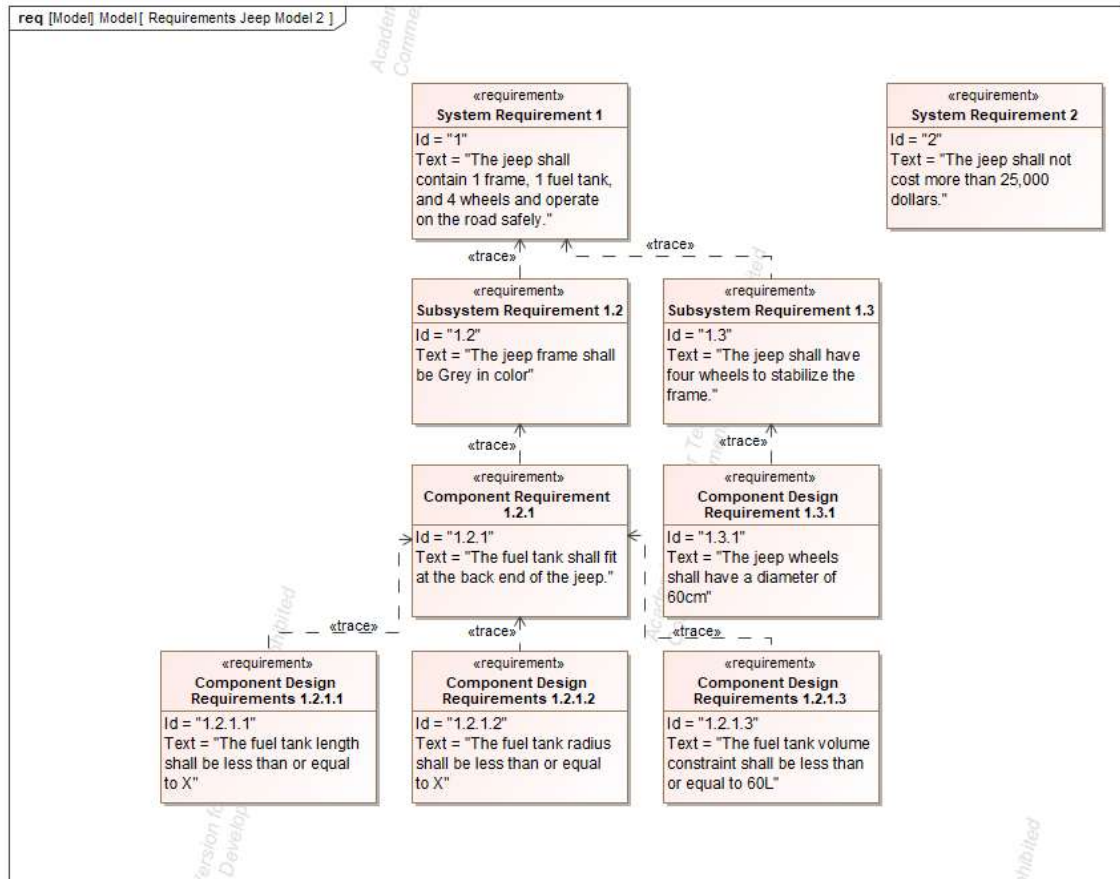 req [Model] Model [ Requirements Jeep Model 2 ]
«requirement»
System Requirement 1
Id = "1"
Text = "The jeep shall
contain 1 frame, 1 fuel tank,
and 4 wheels and operate
on the road safely."
«requirement»
System Requirement 2
Id = "2"
Text = "The jeep shall not
cost more than 25,000
dollars."
«trace»
«trace»
«requirement»
Subsystem Requirement 1.2
Id = "1.2"
Text = "The jeep frame shall
be Grey in color"
«requirement»
Subsystem Requirement 1.3
Id = "1.3"
Text = "The jeep shall have
four wheels to stabilize the
frame."
«trace»
«trace»
«requirement»
Component Requirement
1.2.1
Id = "1.2.1"
Text = "The fuel tank shall fit
at the back end of the jeep."
«requirement»
Component Design
Requirement 1.3.1
Id = "1.3.1"
Text = "The jeep wheels
shall have a diameter of
60cm"
«trace»
«trace»
«trace»
«requirement»
Component Design
Requirements 1.2.1.1
Id = "1.2.1.1"
Text = "The fuel tank length
shall be less than or equal
to X"
«requirement»
Component Design
Requirements 1.2.1.2
Id = "1.2.1.2"
Text = "The fuel tank radius
shall be less than or equal
to X"
«requirement»
Component Design
Requirements 1.2.1.3
Id = "1.2.1.3"
Text = "The fuel tank volume
constraint shall be less than
or equal to 60L"